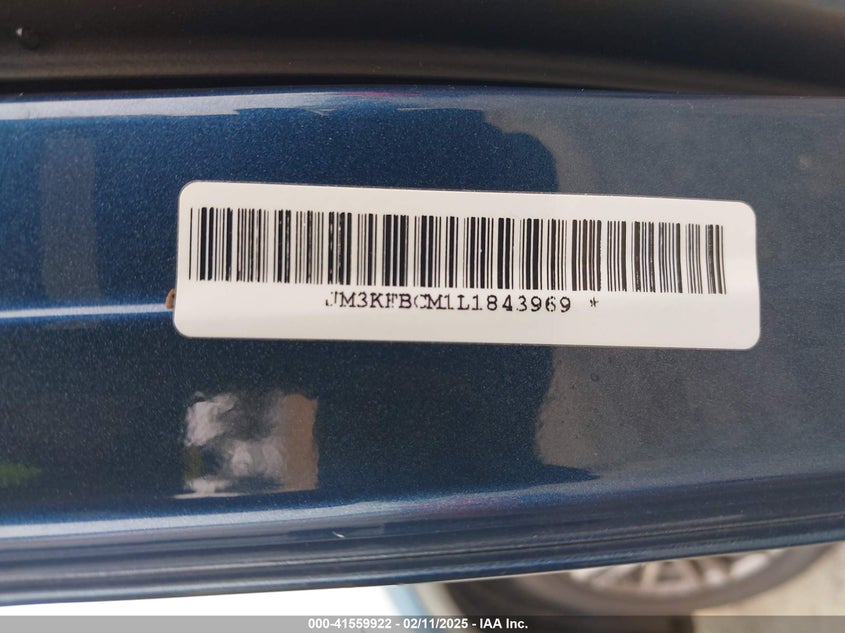 JM3KFBCM1L1843969 *
000-41559922 - 02/11/2025 - IAA Inc.